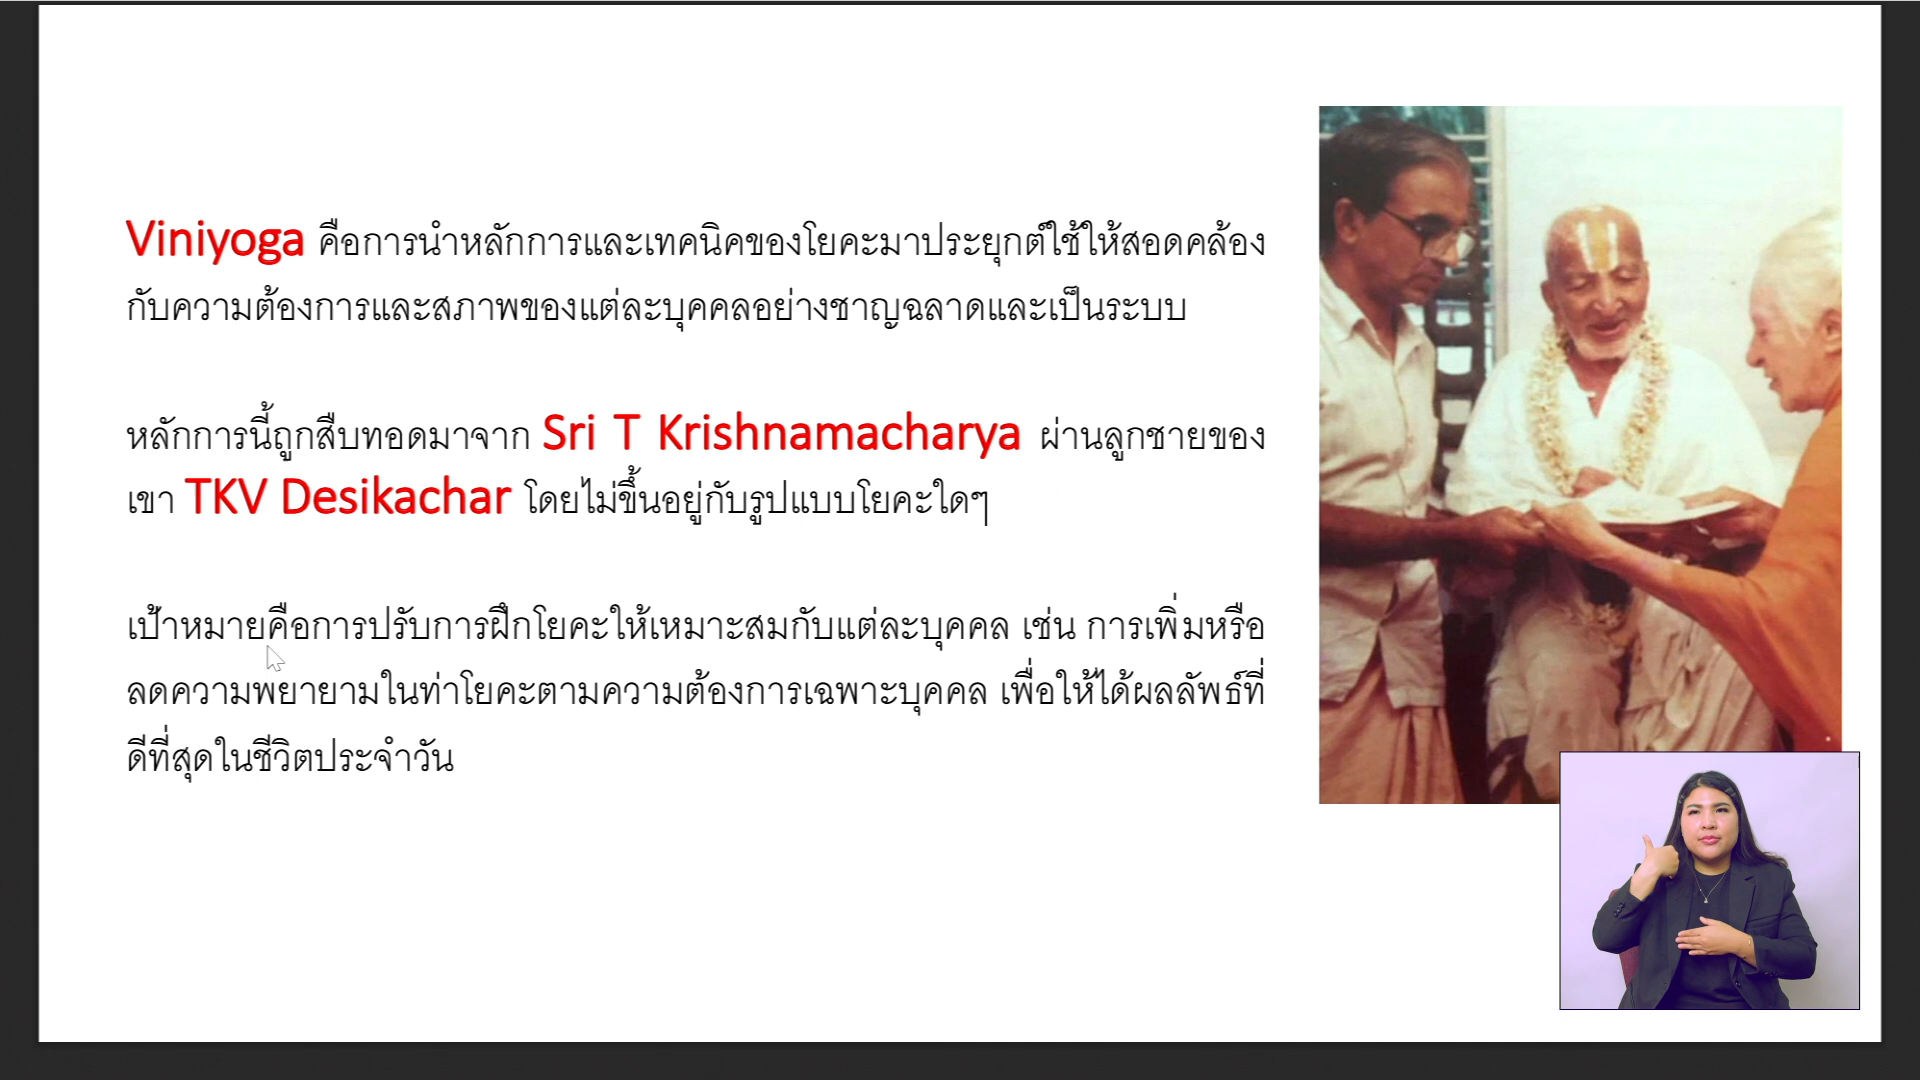 Viniyoga คือการนำหลักการและเทคนิคของโยคะมาประยุกต์ใช้ให้สอดคล้อง
กับความต้องการและสภาพของแต่ละบุคคลอย่างชาญฉลาดและเป็นระบบ
หลักการนี้ถูกสืบทอดมาจาก Sri T Krishnamacharya ผ่านลูกชายของ
เขา TKV Desikachar โดยไม่ขึ้นอยู่กับรูปแบบโยคะใดๆ
เป้าหมายคือการปรับการฝึกโยคะให้เหมาะสมกับแต่ละบุคคล เช่น การเพิ่มหรือ
ลดความพยายามในท่าโยคะตามความต้องการเฉพาะบุคคล เพื่อให้ได้ผลลัพธ์ที่
ดีที่สุดในชีวิตประจำวัน